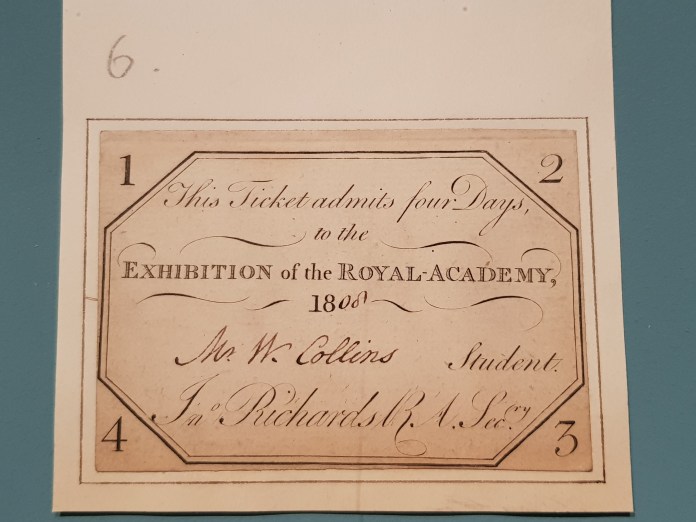 6.
1 2
This Ticket admits four Days,
to the
EXHIBITION of the ROYAL-ACADEMY,
1808
Mr. W. Collins Student.
Jnº Richards R. A. Secry.
4 3